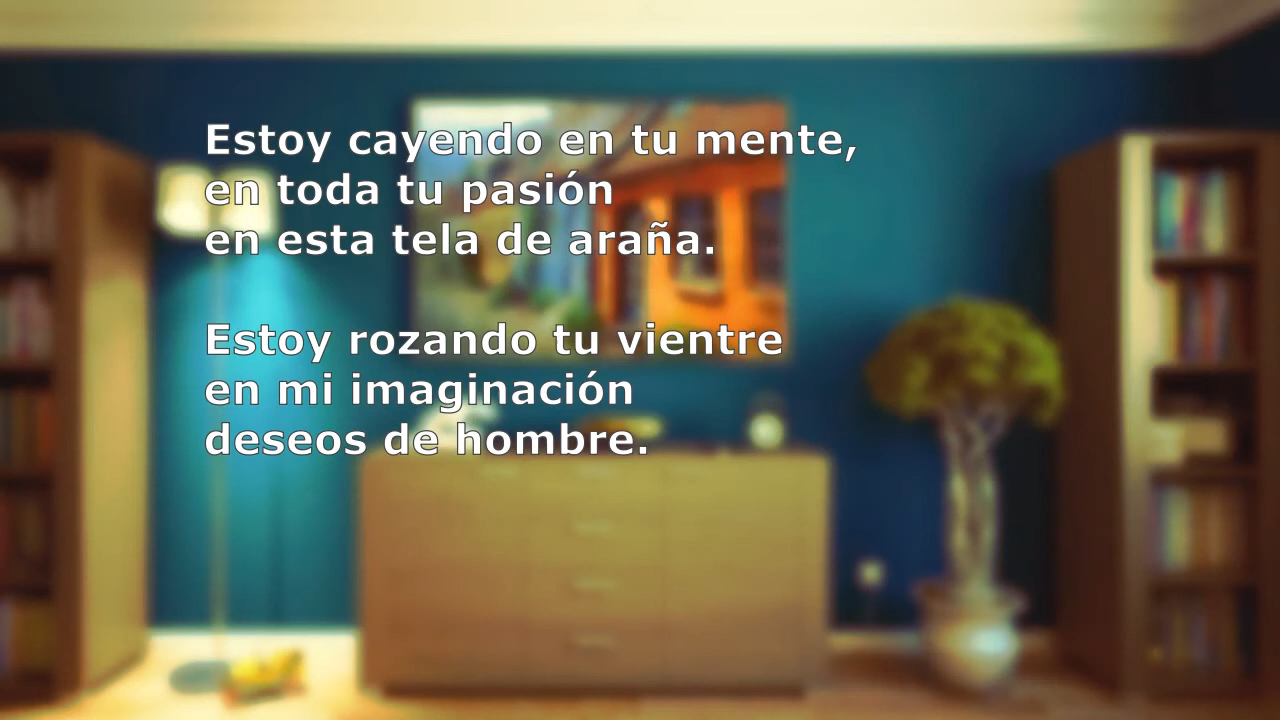 Estoy cayendo en tu mente,
en toda tu pasión
en esta tela de araña.
Estoy rozando tu vientre
en mi imaginación
deseos de hombre.